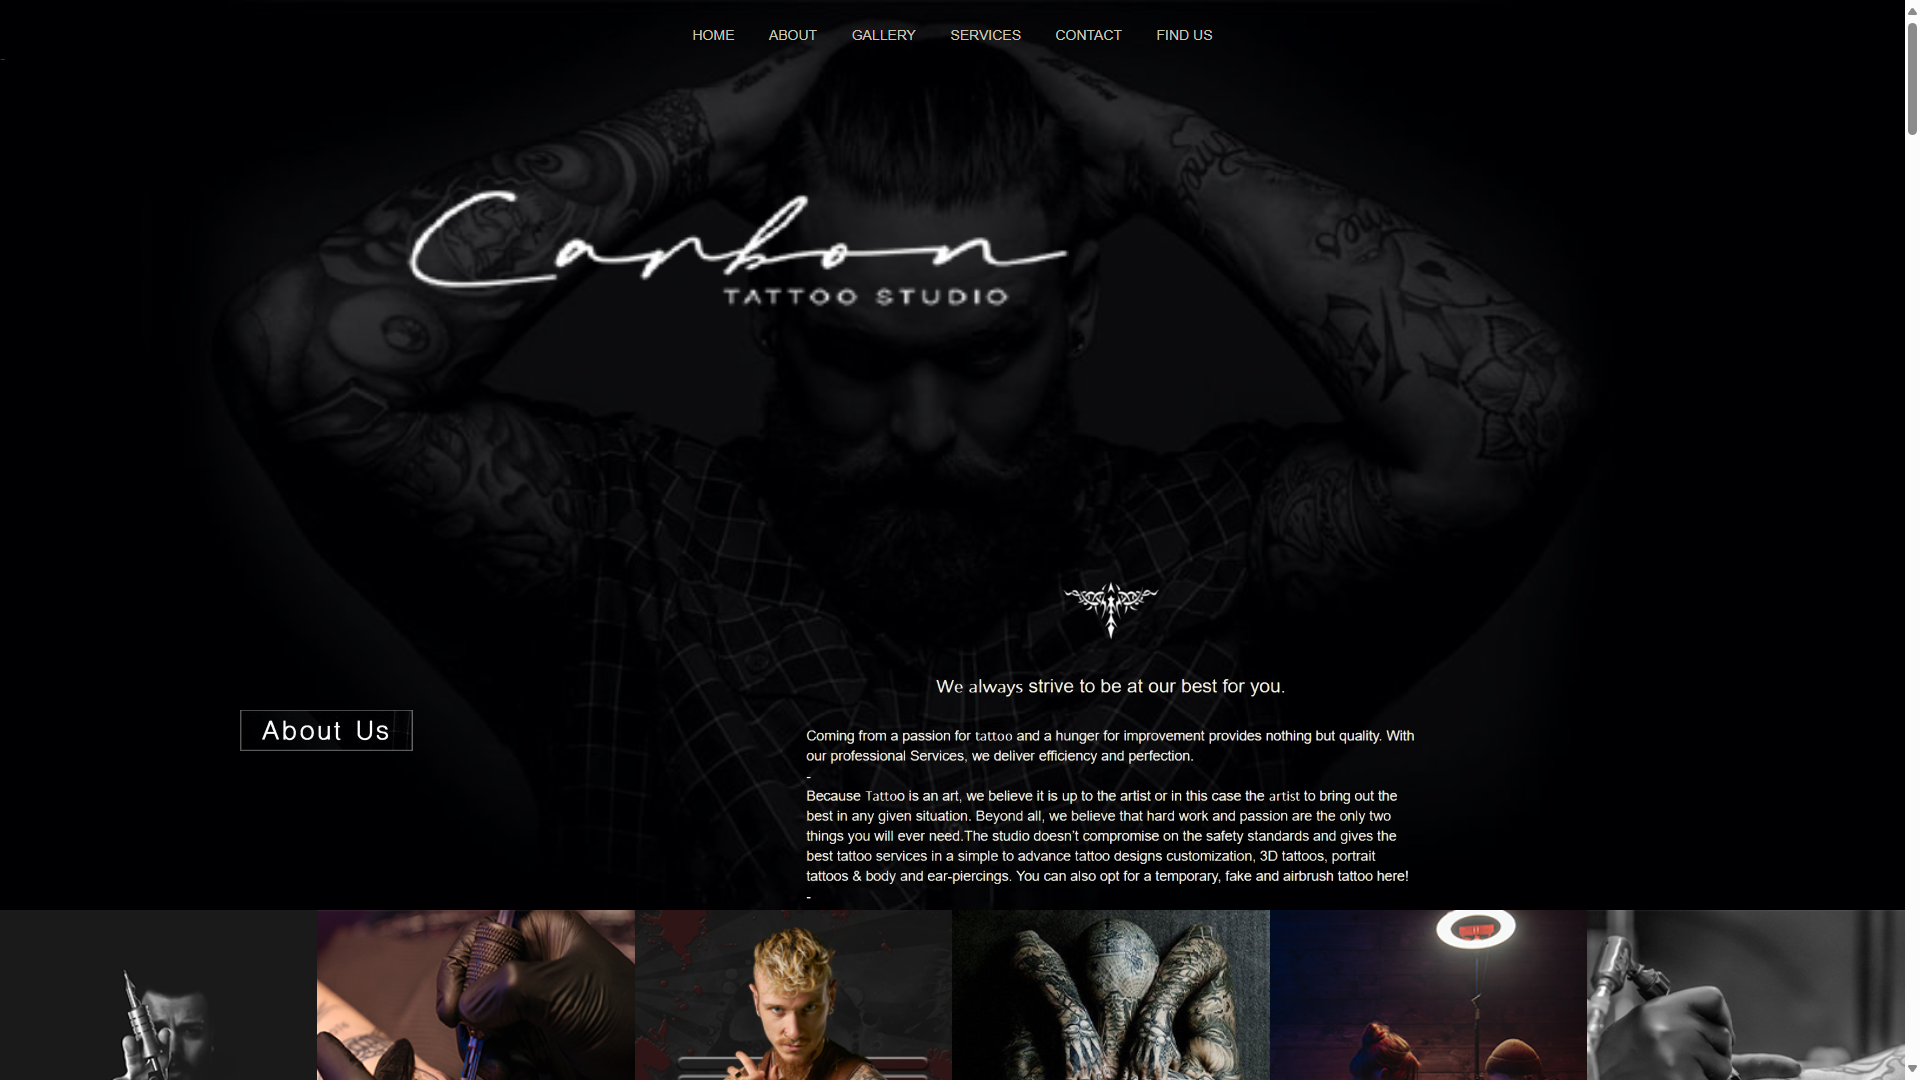 HOME ABOUT GALLERY SERVICES CONTACT FIND US
Carbon
TATTOO STUDIO
We always strive to be at our best for you.
About Us
Coming from a passion for tattoo and a hunger for improvement provides nothing but quality. With
our professional Services, we deliver efficiency and perfection.
-
Because Tattoo is an art, we believe it is up to the artist or in this case the artist to bring out the
best in any given situation. Beyond all, we believe that hard work and passion are the only two
things you will ever need.The studio doesn't compromise on the safety standards and gives the
best tattoo services in a simple to advance tattoo designs customization, 3D tattoos, portrait
tattoos & body and ear-piercings. You can also opt for a temporary, fake and airbrush tattoo here!
-